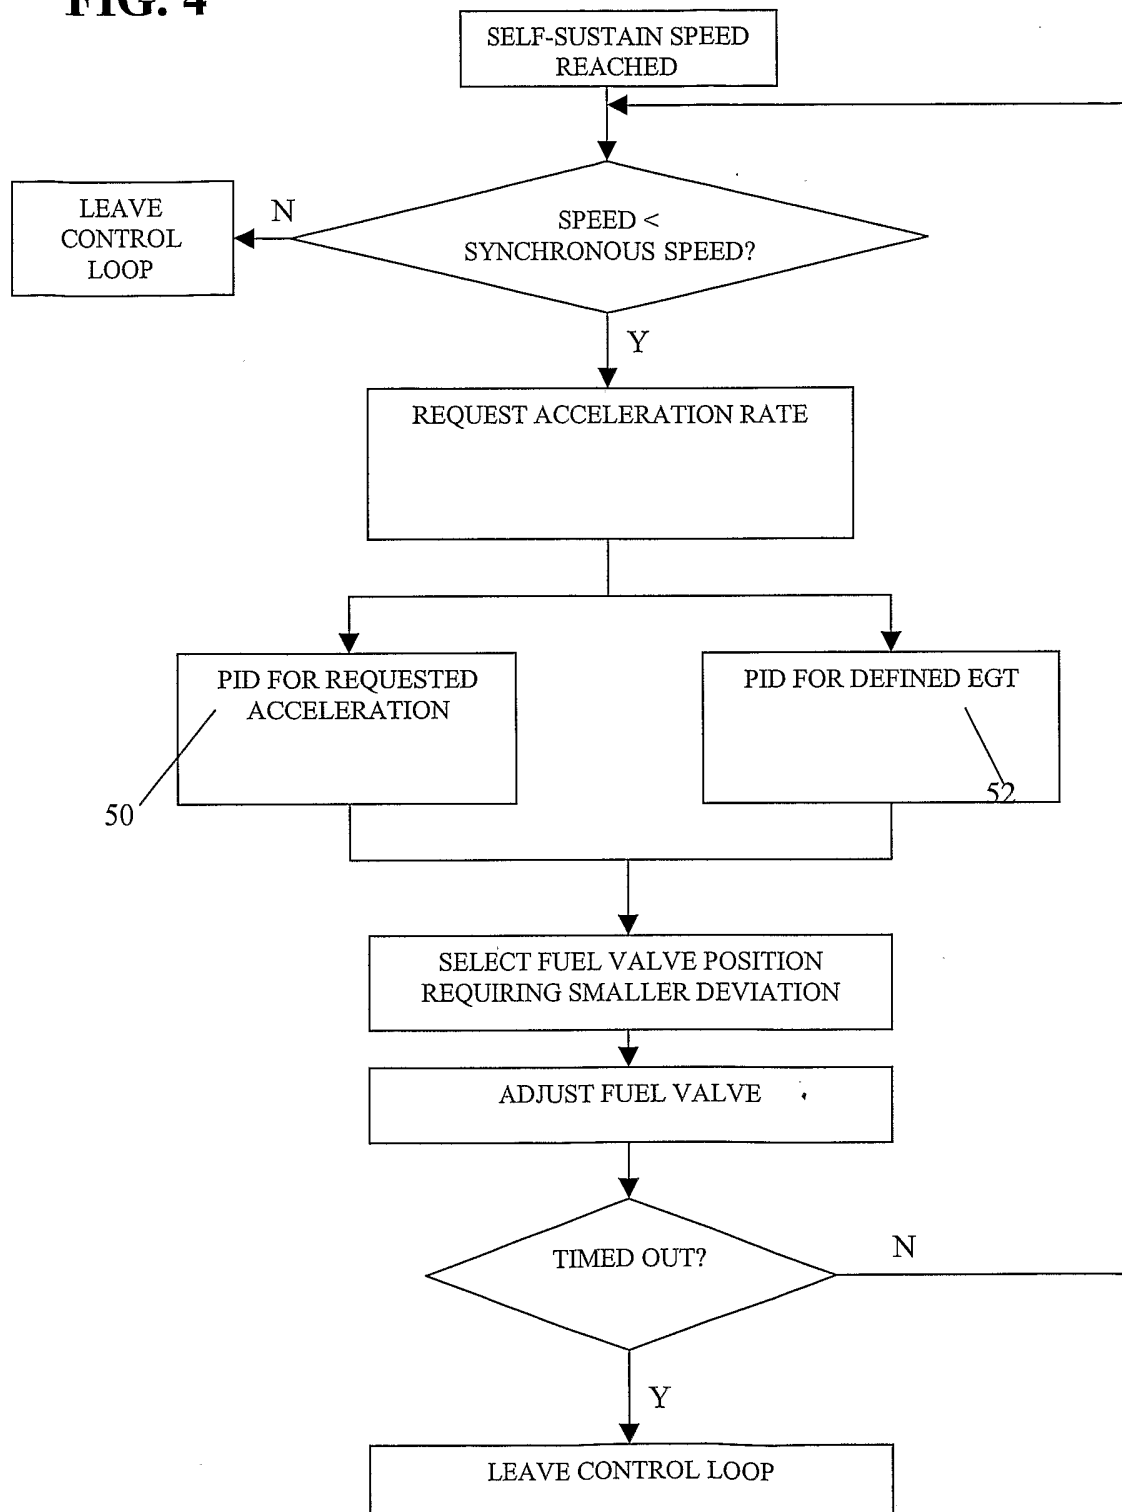 FIG. 4
SELF-SUSTAIN SPEED
REACHED
LEAVE
CONTROL
LOOP
N
SPEED <
SYNCHRONOUS SPEED?
Y
REQUEST ACCELERATION RATE
PID FOR REQUESTED
ACCELERATION
PID FOR DEFINED EGT
50
52
SELECT FUEL VALVE POSITION
REQUIRING SMALLER DEVIATION
ADJUST FUEL VALVE
TIMED OUT?
N
Y
LEAVE CONTROL LOOP